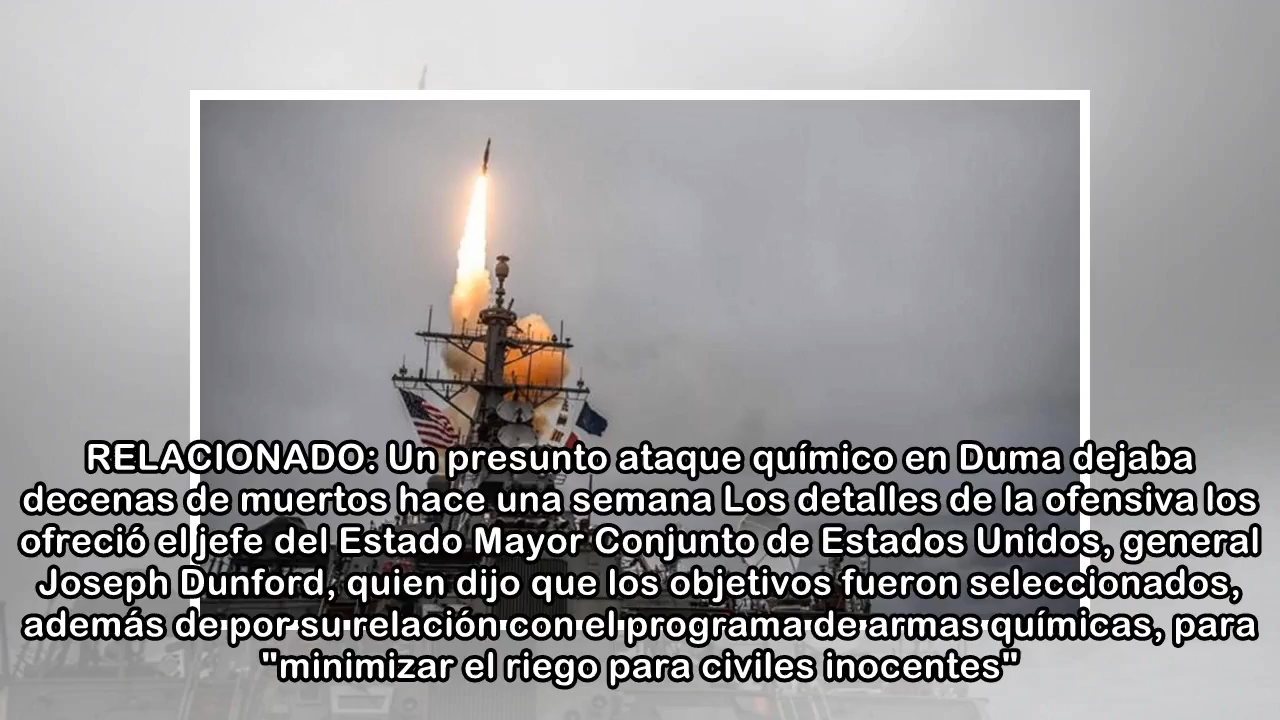 RELACIONADO: Un presunto ataque químico en Duma dejaba
decenas de muertos hace una semana Los detalles de la ofensiva los
ofreció el jefe del Estado Mayor Conjunto de Estados Unidos, general
Joseph Dunford, quien dijo que los objetivos fueron seleccionados,
además de por su relación con el programa de armas químicas, para
"minimizar el riego para civiles inocentes"